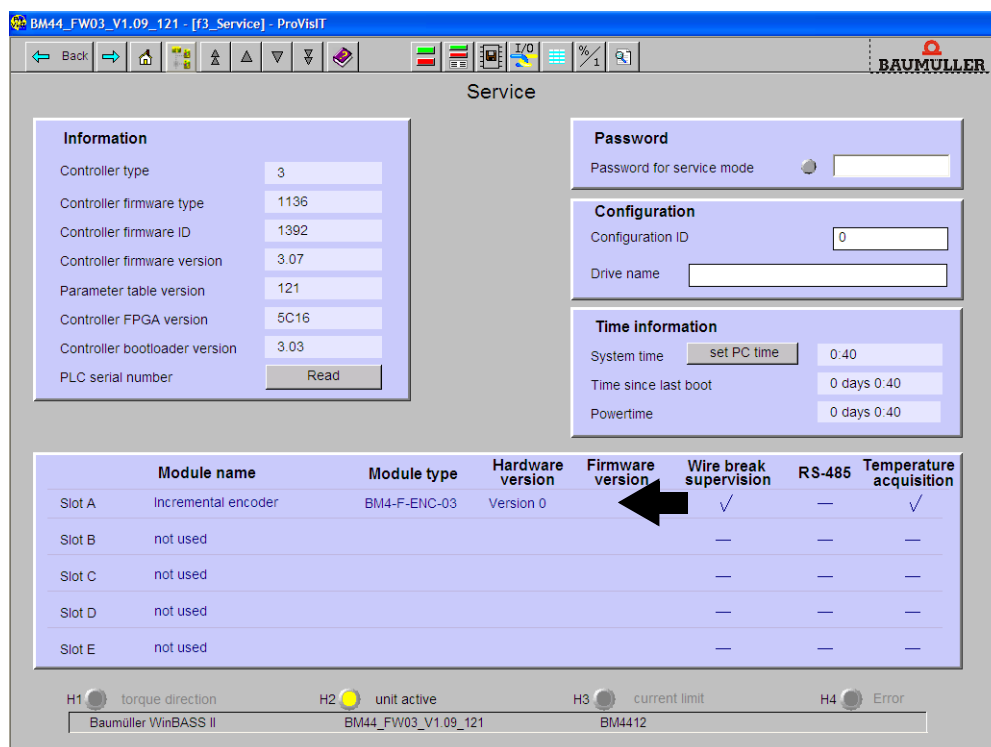 BM44_FW03_V1.09_121 - [f3_Service] - ProVisIT
Back I/O %/1 BAUMÜLLER
Service
Information
Controller type 3
Controller firmware type 1136
Controller firmware ID 1392
Controller firmware version 3.07
Parameter table version 121
Controller FPGA version 5C16
Controller bootloader version 3.03
PLC serial number Read
Password
Password for service mode
Configuration
Configuration ID 0
Drive name
Time information
System time set PC time 0:40
Time since last boot 0 days 0:40
Powertime 0 days 0:40
Module name Module type Hardware version Firmware version Wire break supervision RS-485 Temperature acquisition
Slot A Incremental encoder BM4-F-ENC-03 Version 0 √ — √
Slot B not used — — —
Slot C not used — — —
Slot D not used — — —
Slot E not used — — —
H1 torque direction H2 unit active H3 current limit H4 Error
Baumüller WinBASS II BM44_FW03_V1.09_121 BM4412